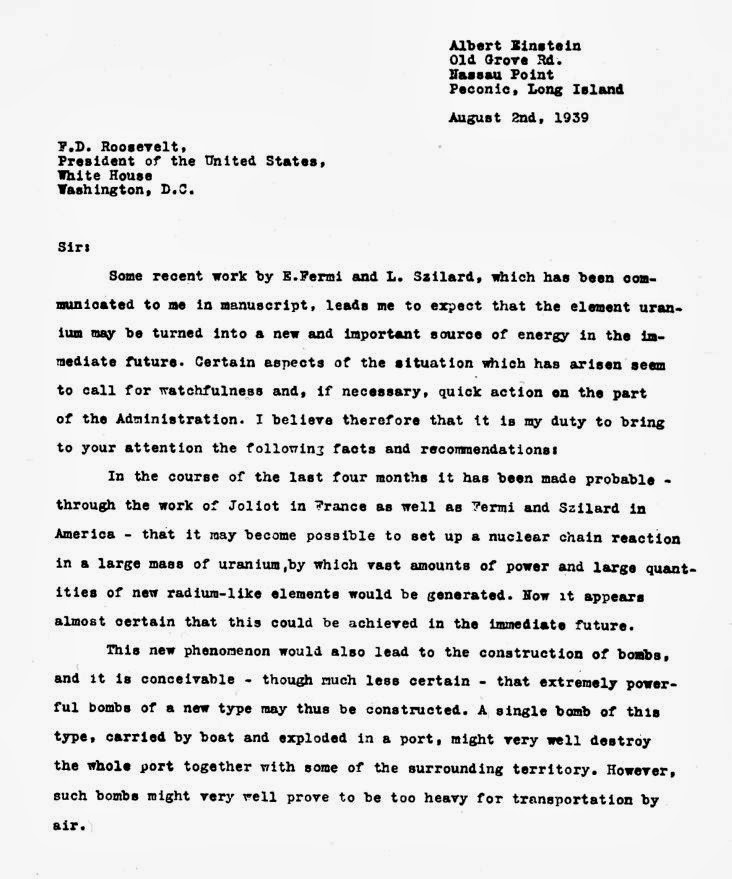 Albert Einstein
Old Grove Rd.
Nassau Point
Peconic, Long Island
August 2nd, 1939
F.D. Roosevelt,
President of the United States,
White House
Washington, D.C.
Sir:
Some recent work by E.Fermi and L. Szilard, which has been com-
municated to me in manuscript, leads me to expect that the element uran-
ium may be turned into a new and important source of energy in the im-
mediate future. Certain aspects of the situation which has arisen seem
to call for watchfulness and, if necessary, quick action on the part
of the Administration. I believe therefore that it is my duty to bring
to your attention the following facts and recommendations:
In the course of the last four months it has been made probable -
through the work of Joliot in France as well as Fermi and Szilard in
America - that it may become possible to set up a nuclear chain reaction
in a large mass of uranium,by which vast amounts of power and large quant-
ities of new radium-like elements would be generated. Now it appears
almost certain that this could be achieved in the immediate future.
This new phenomenon would also lead to the construction of bombs,
and it is conceivable - though much less certain - that extremely power-
ful bombs of a new type may thus be constructed. A single bomb of this
type, carried by boat and exploded in a port, might very well destroy
the whole port together with some of the surrounding territory. However,
such bombs might very well prove to be too heavy for transportation by
air.